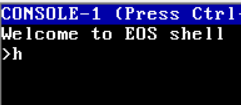 CONSOLE-1 (Press Ctrl-
Welcome to EOS shell
>h